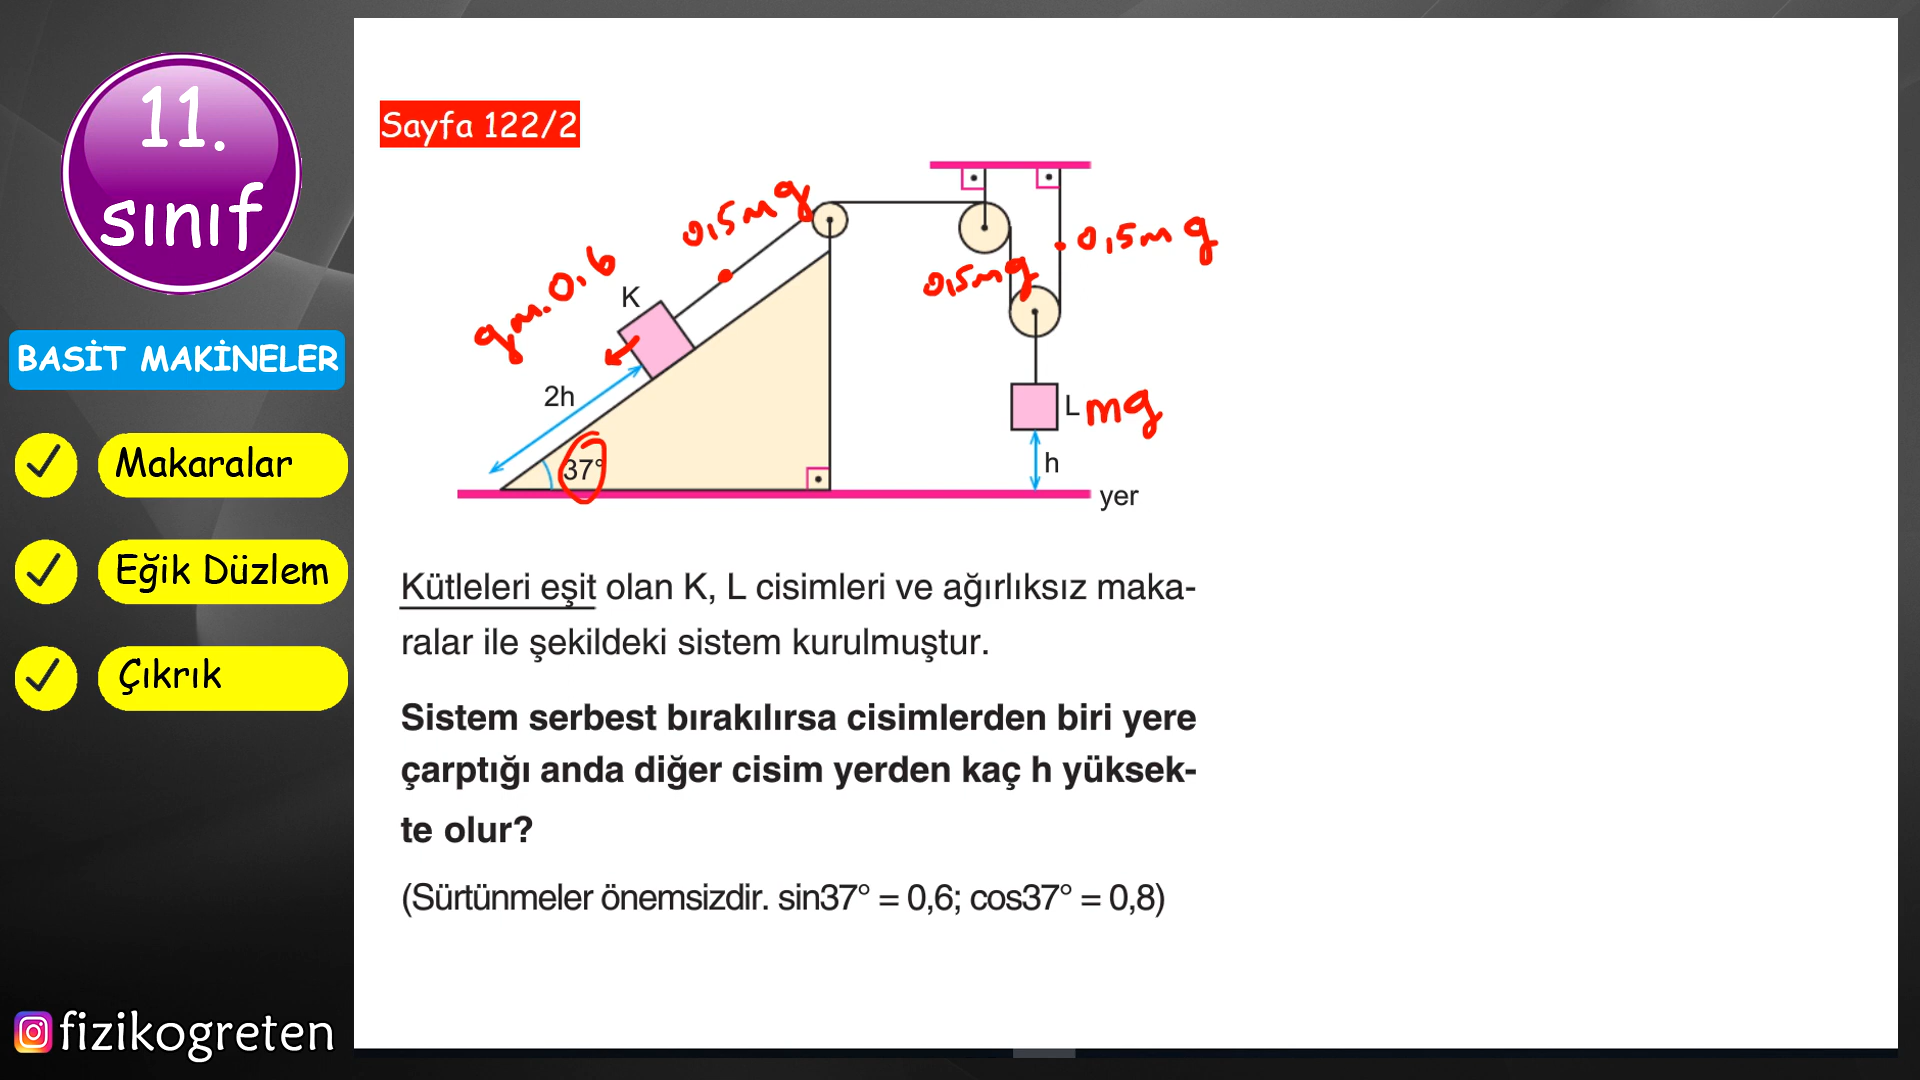 11.
sınıf
BASİT MAKİNELER
Makaralar
Eğik Düzlem
Çıkrık
fizikogreten
Sayfa 122/2
0,5mg
gm.0,6
K
2h
37°
0,5mg
0,5mg
L mg
h
yer
Kütleleri eşit olan K, L cisimleri ve ağırlıksız maka-
ralar ile şekildeki sistem kurulmuştur.
Sistem serbest bırakılırsa cisimlerden biri yere
çarptığı anda diğer cisim yerden kaç h yüksek-
te olur?
(Sürtünmeler önemsizdir. sin37° = 0,6; cos37° = 0,8)